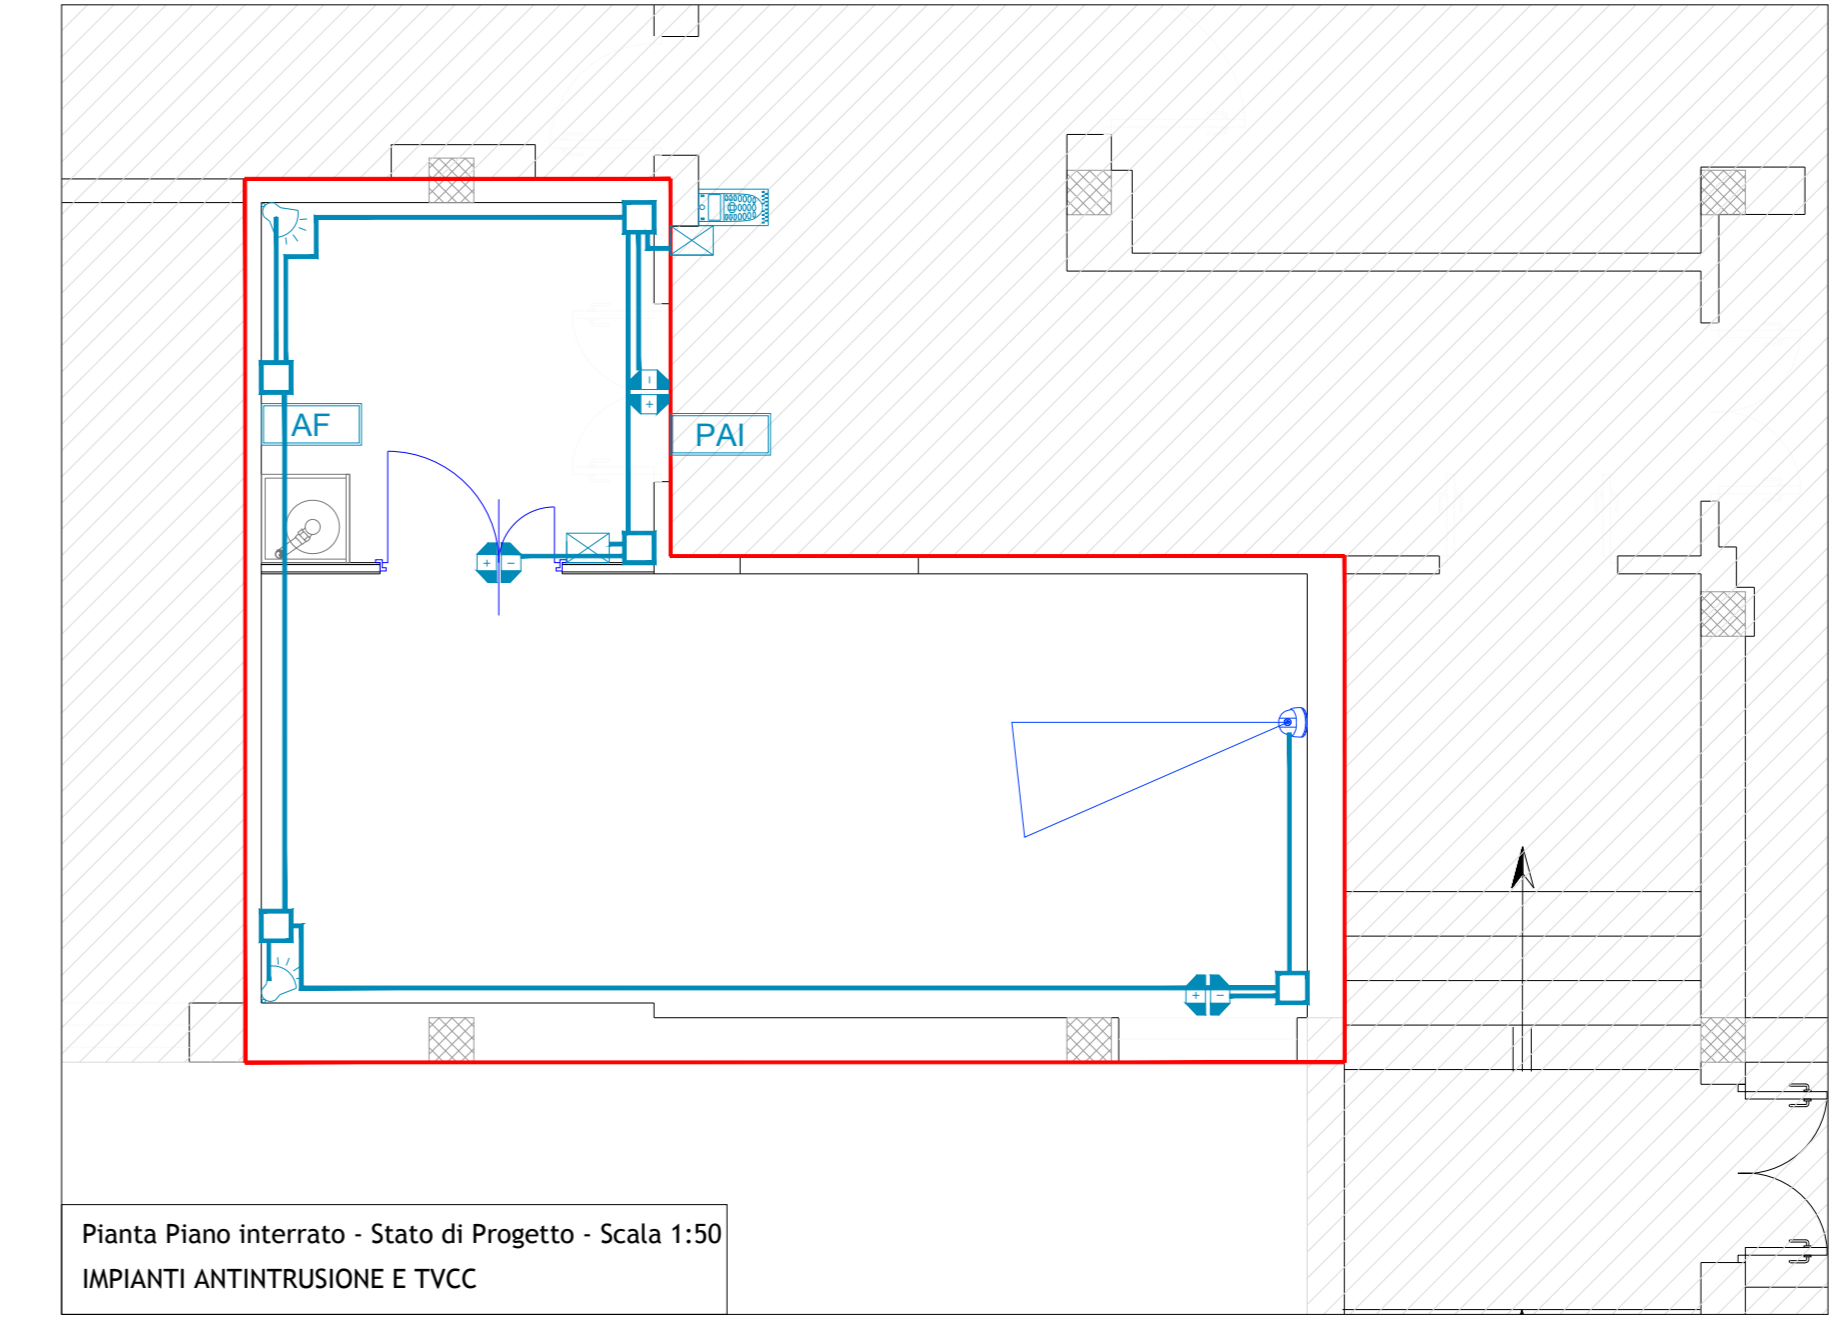 AF
PAI
+ -
-
+
+ -
Pianta Piano interrato - Stato di Progetto - Scala 1:50
IMPIANTI ANTINTRUSIONE E TVCC